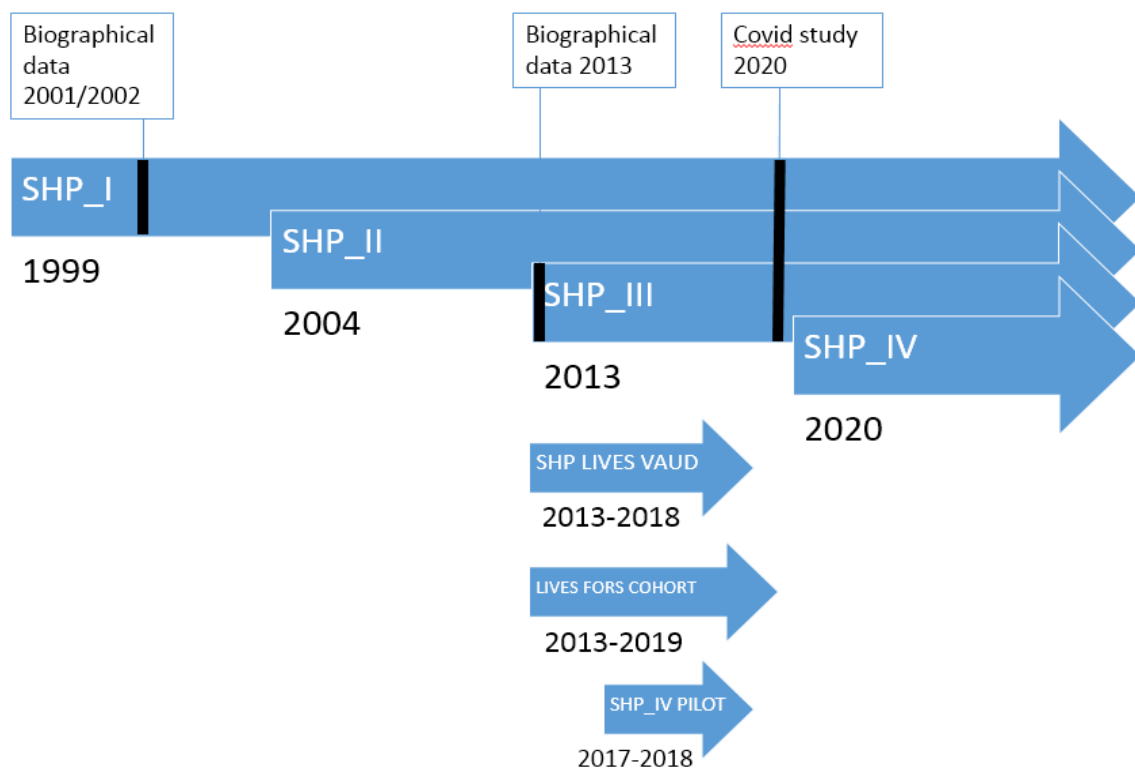 Biographical
data
2001/2002
Biographical
data 2013
Covid study
2020
SHP_I
1999
SHP_II
2004
SHP_III
2013
SHP_IV
2020
SHP LIVES VAUD
2013-2018
LIVES FORS COHORT
2013-2019
SHP_IV PILOT
2017-2018